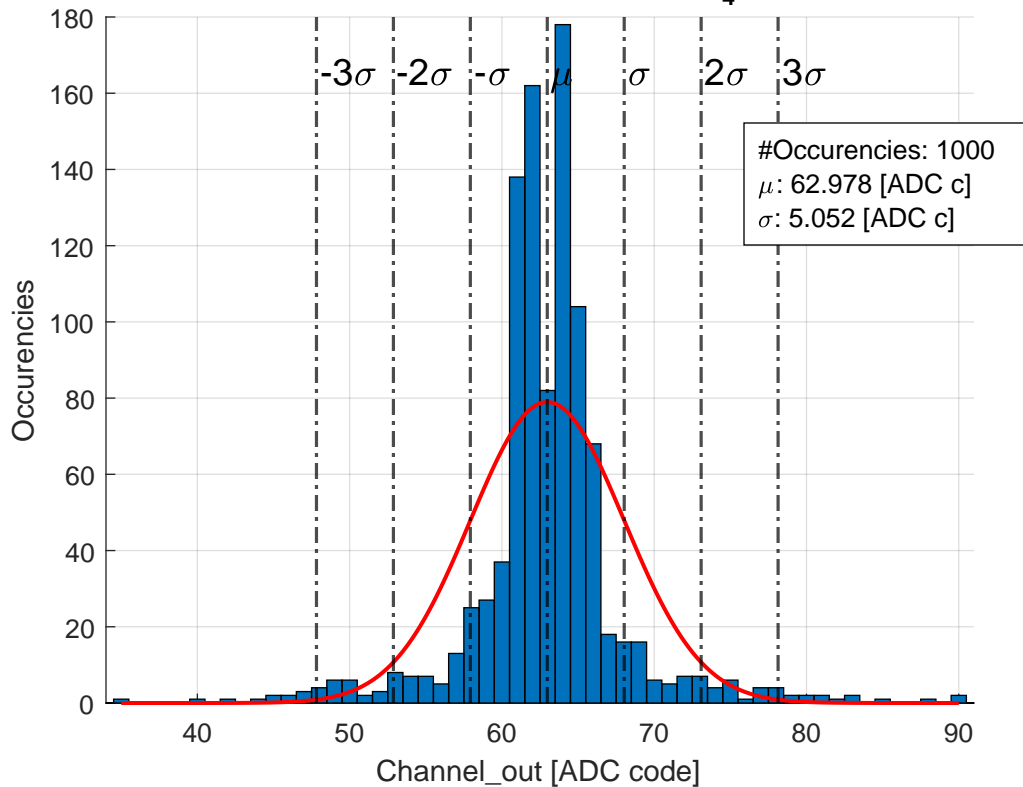 4
180
160
140
120
100
80
60
40
20
0
-3σ -2σ -σ μ σ 2σ 3σ
#Occurencies: 1000
μ: 62.978 [ADC c]
σ: 5.052 [ADC c]
Occurencies
40 50 60 70 80 90
Channel_out [ADC code]